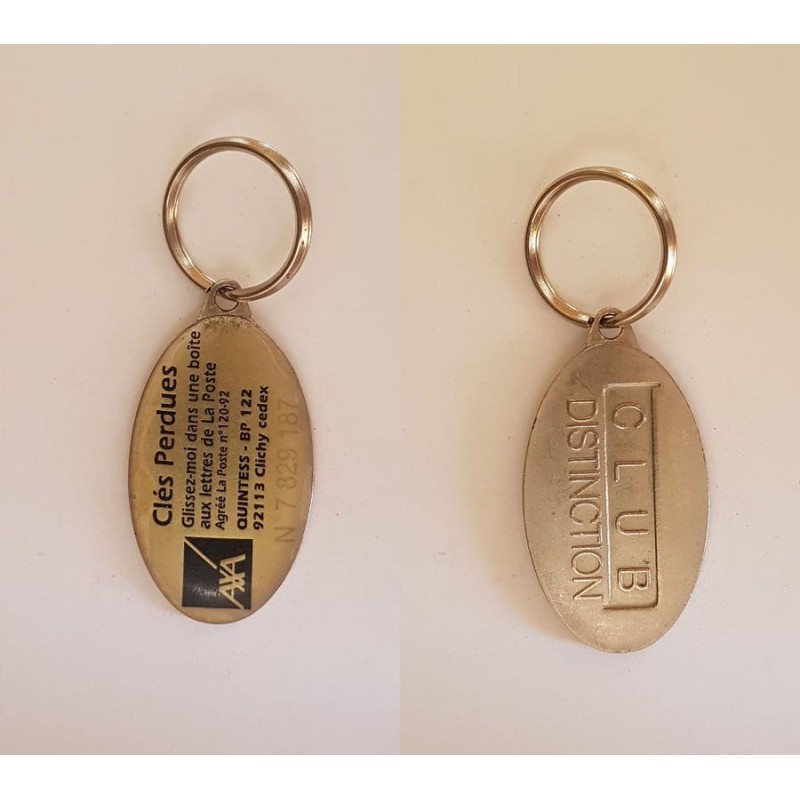 Clés Perdues
Glissez-moi dans une boîte
aux lettres de La Poste
Agréé La Poste n°120-92
QUINTESS - BP 122
92113 Clichy cedex
N°7 829 187
AXA
CLUB
DISTINCTION